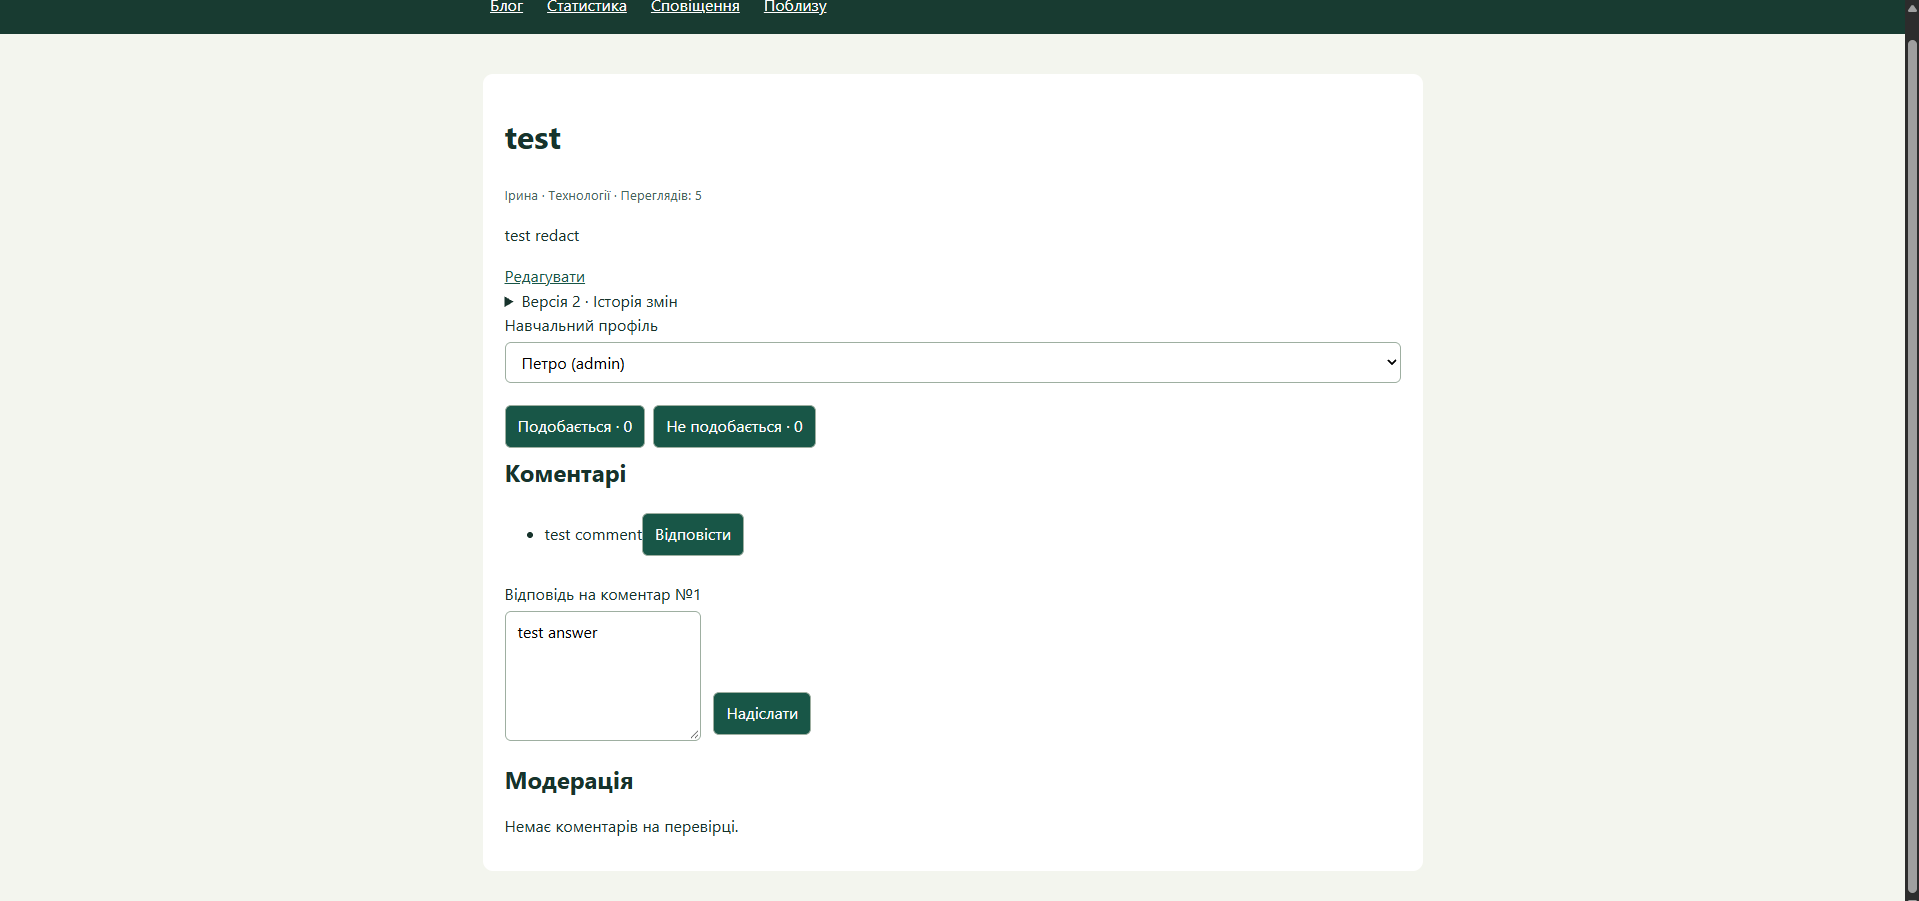 Блог Статистика Сповіщення Поблизу
test
Ірина · Технології · Переглядів: 5
test redact
Редагувати
Версія 2 · Історія змін
Навчальний профіль
Петро (admin)
Подобається · 0 Не подобається · 0
Коментарі
test comment Відповісти
Відповідь на коментар №1
test answer
Надіслати
Модерація
Немає коментарів на перевірці.